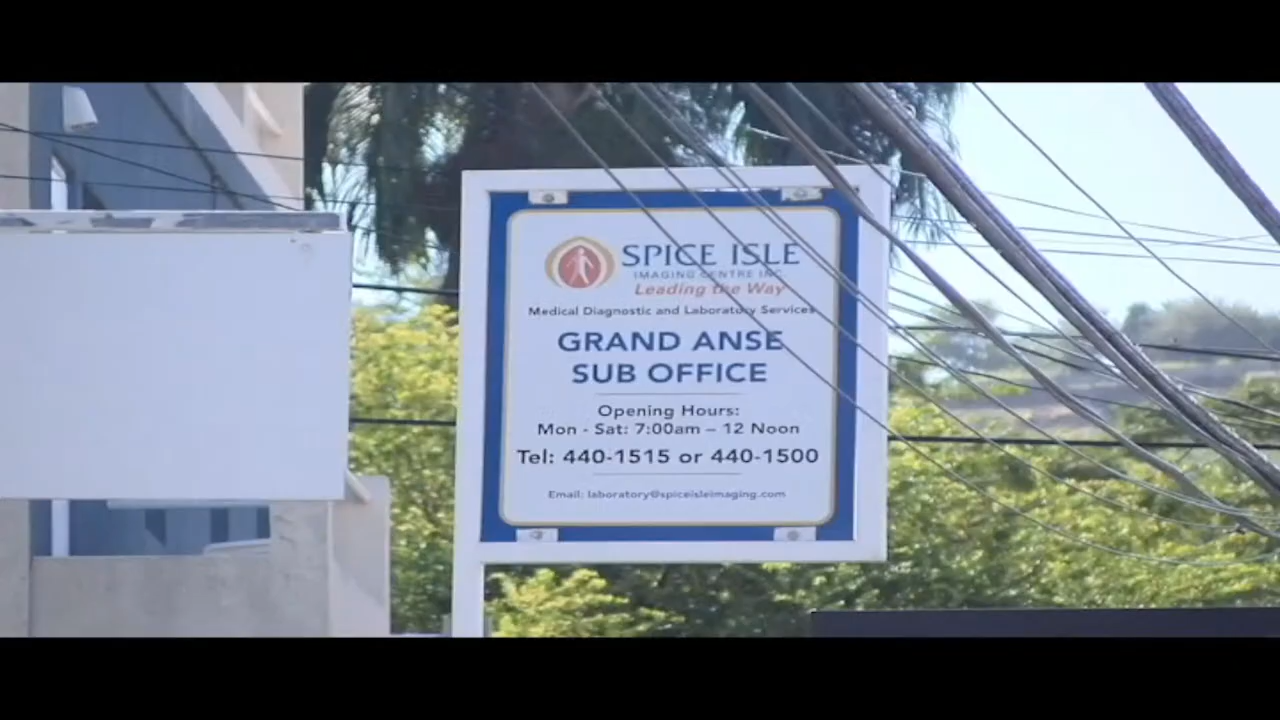 SPICE ISLE
IMAGING CENTRE INC.
Leading the Way
Medical Diagnostic and Laboratory Services
GRAND ANSE
SUB OFFICE
Opening Hours:
Mon - Sat: 7:00am – 12 Noon
Tel: 440-1515 or 440-1500
Email: laboratory@spiceisleimaging.com